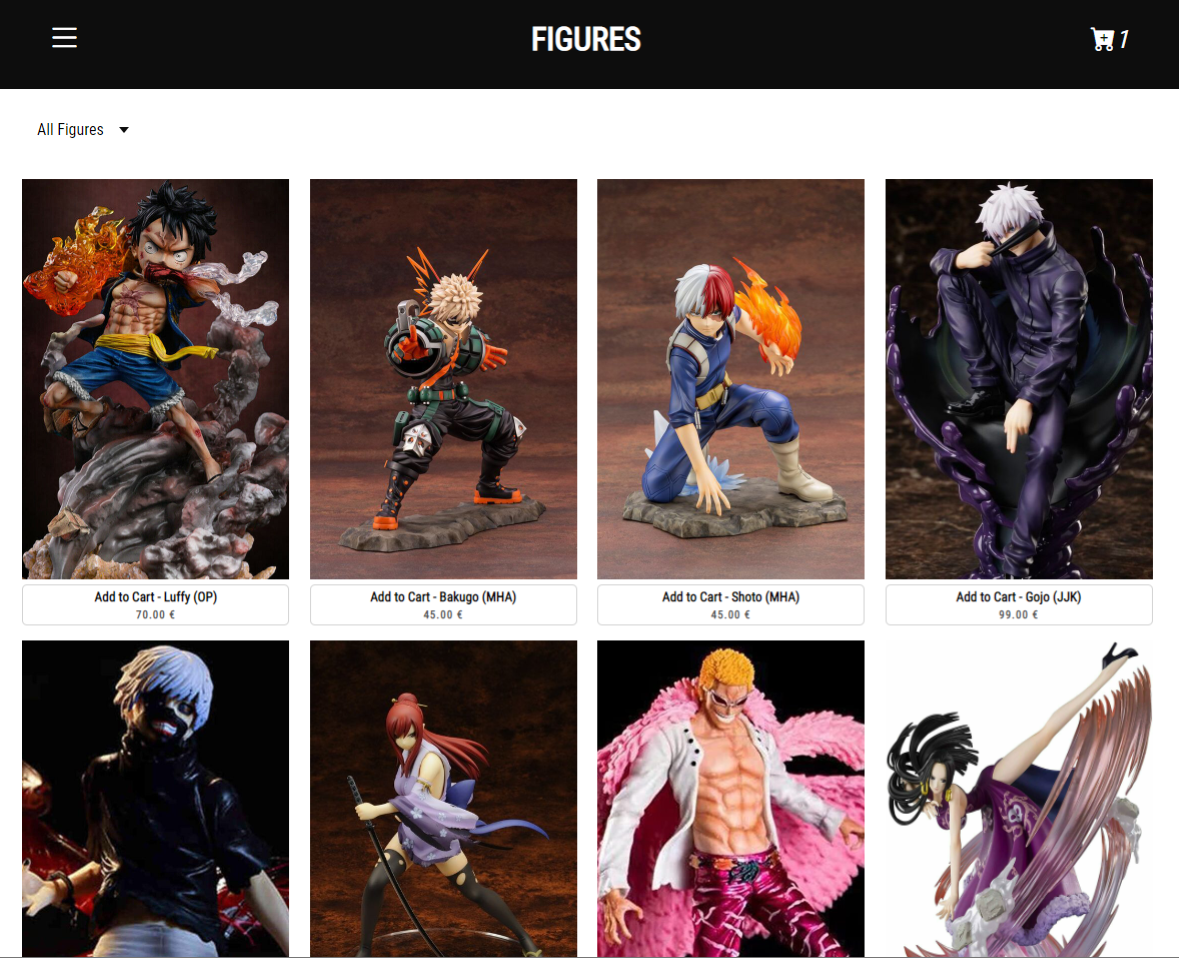 FIGURES
1
All Figures
Add to Cart - Luffy (OP)
70.00 €
Add to Cart - Bakugo (MHA)
45.00 €
Add to Cart - Shoto (MHA)
45.00 €
Add to Cart - Gojo (JJK)
99.00 €